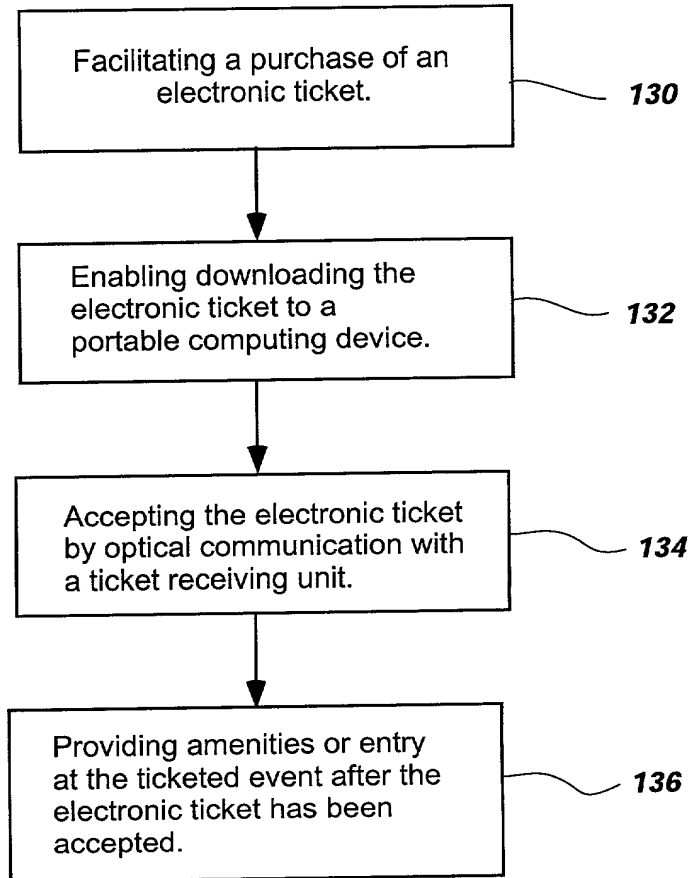 Facilitating a purchase of an
electronic ticket.
130
Enabling downloading the
electronic ticket to a
portable computing device.
132
Accepting the electronic ticket
by optical communication with
a ticket receiving unit.
134
Providing amenities or entry
at the ticketed event after the
electronic ticket has been
accepted.
136